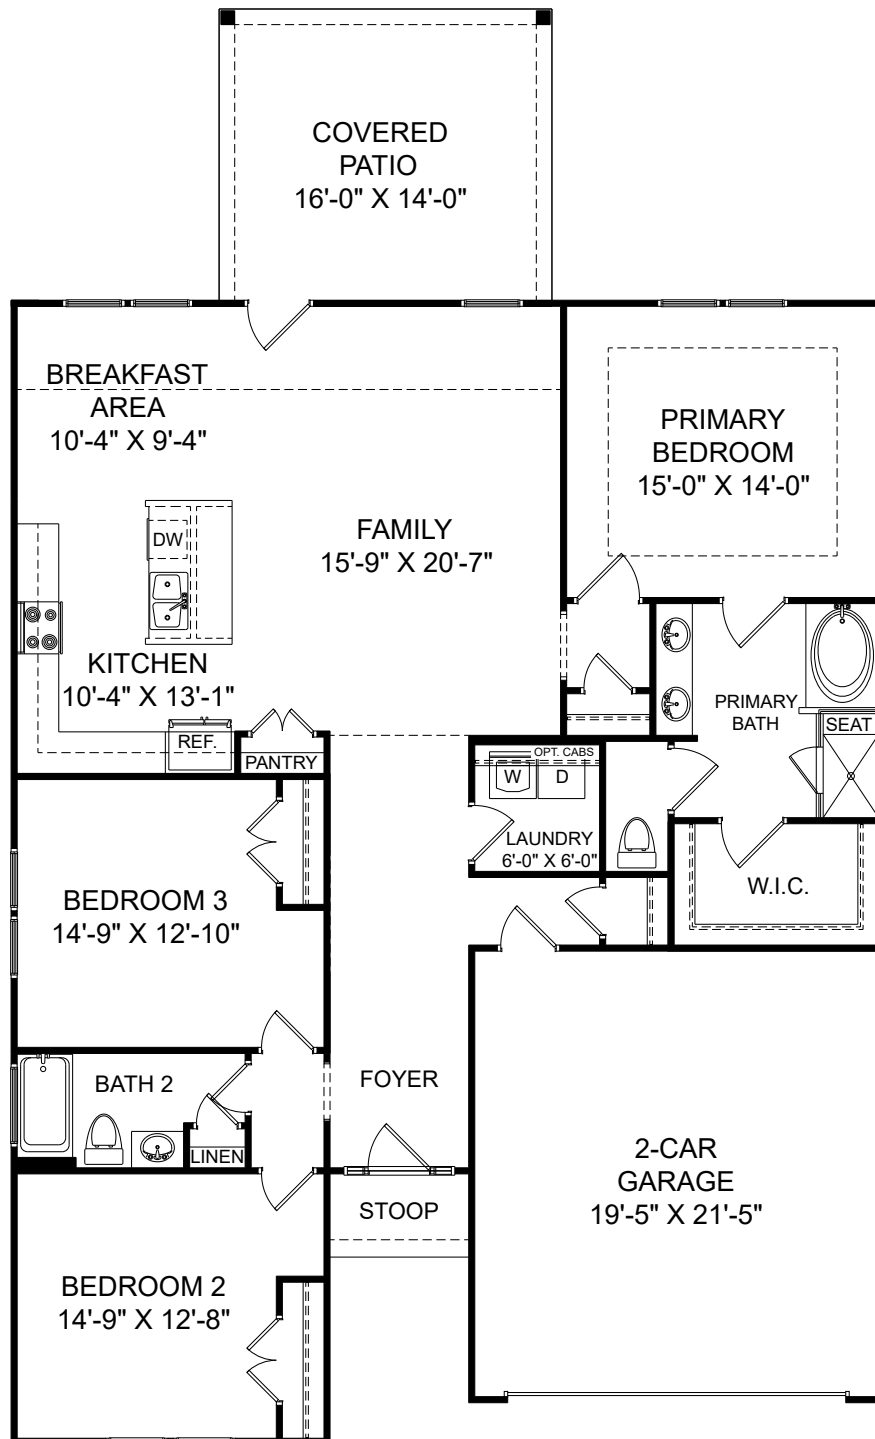 COVERED
PATIO
16'-0" X 14'-0"
BREAKFAST
AREA
10'-4" X 9'-4"
PRIMARY
BEDROOM
15'-0" X 14'-0"
DW
FAMILY
15'-9" X 20'-7"
KITCHEN
10'-4" X 13'-1"
REF.
PANTRY
PRIMARY
BATH
SEAT
OPT. CABS
W
D
LAUNDRY
6'-0" X 6'-0"
W.I.C.
BEDROOM 3
14'-9" X 12'-10"
BATH 2
LINEN
FOYER
STOOP
2-CAR
GARAGE
19'-5" X 21'-5"
BEDROOM 2
14'-9" X 12'-8"